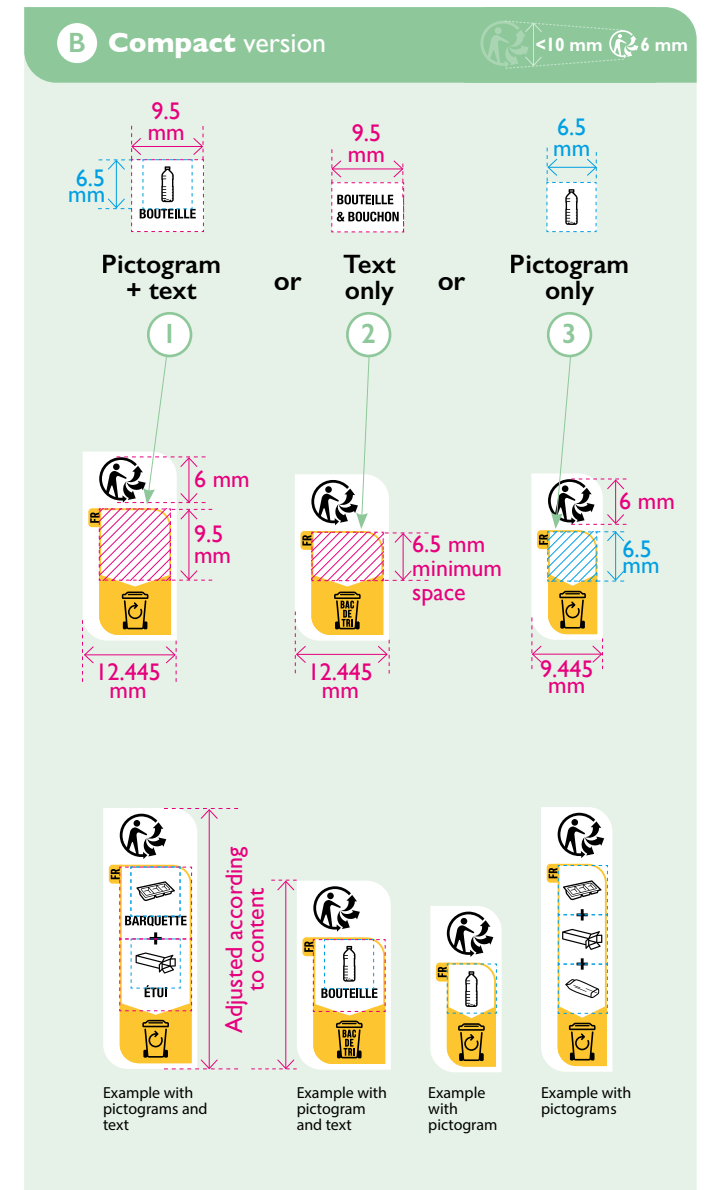 B Compact version
<10 mm 6 mm
9.5
mm
6.5
mm
BOUTEILLE
9.5
mm
BOUTEILLE
& BOUCHON
6.5
mm
Pictogram
+ text
or
Text
only
or
Pictogram
only
1
2
3
6 mm
FR
9.5
mm
12.445
mm
FR
6.5 mm
minimum
space
BAC
DE
TRI
12.445
mm
6 mm
FR
6.5
mm
9.445
mm
FR
BARQUETTE
+
ÉTUI
Adjusted according
to content
FR
BOUTEILLE
BAC
DE
TRI
FR
FR
+
+
Example with
pictograms and
text
Example with
pictogram
and text
Example
with
pictogram
Example with
pictograms